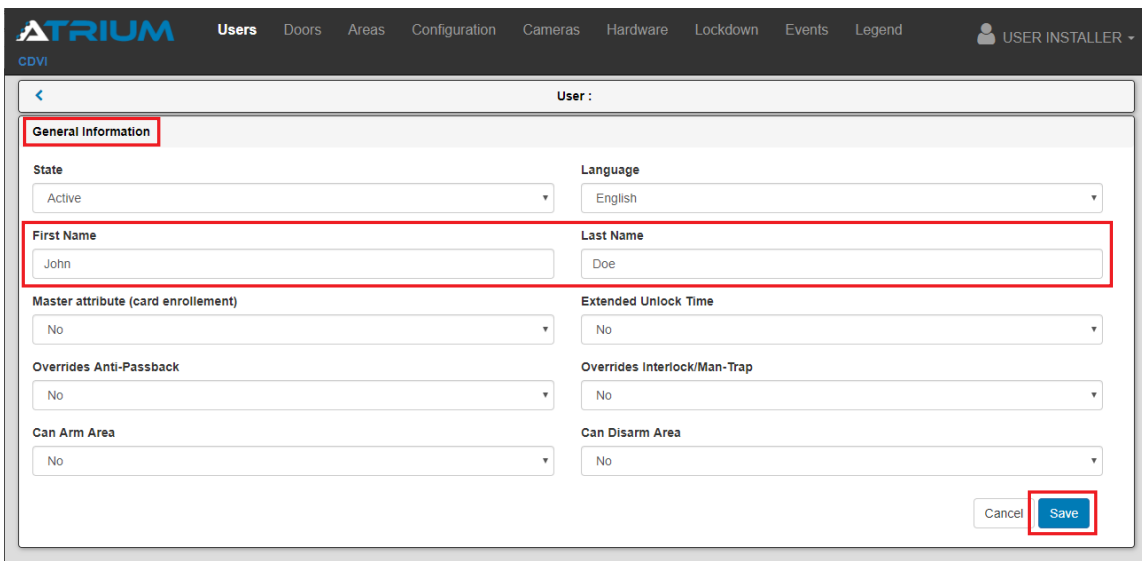 ATRIUM Users Doors Areas Configuration Cameras Hardware Lockdown Events Legend USER INSTALLER
CDVI
User :
General Information
State Language
Active English
First Name Last Name
John Doe
Master attribute (card enrollement) Extended Unlock Time
No No
Overrides Anti-Passback Overrides Interlock/Man-Trap
No No
Can Arm Area Can Disarm Area
No No
Cancel Save